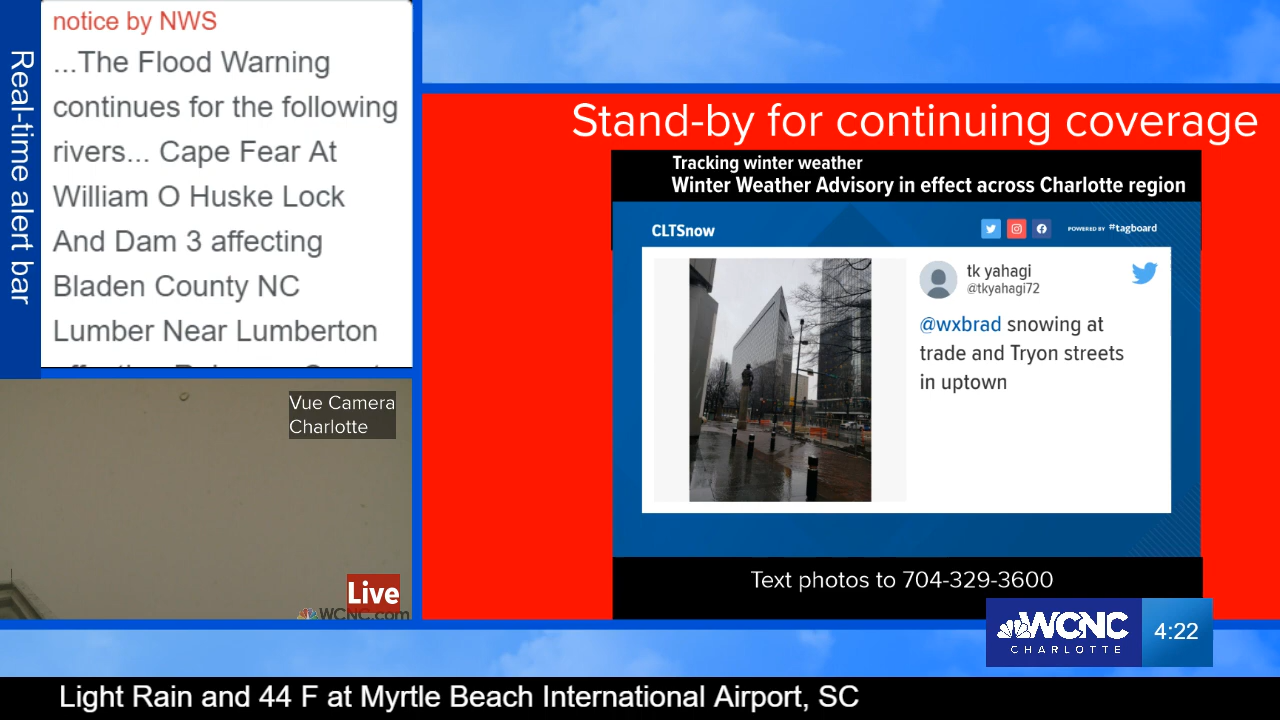 Real-time alert bar
notice by NWS
...The Flood Warning
continues for the following
rivers... Cape Fear At
William O Huske Lock
And Dam 3 affecting
Bladen County NC
Lumber Near Lumberton
Vue Camera
Charlotte
Live
WCNC.com
Stand-by for continuing coverage
Tracking winter weather
Winter Weather Advisory in effect across Charlotte region
CLTSnow
POWERED BY #tagboard
tk yahagi
@tkyahagi72
@wxbrad snowing at
trade and Tryon streets
in uptown
Text photos to 704-329-3600
WCNC
CHARLOTTE
4:22
Light Rain and 44 F at Myrtle Beach International Airport, SC